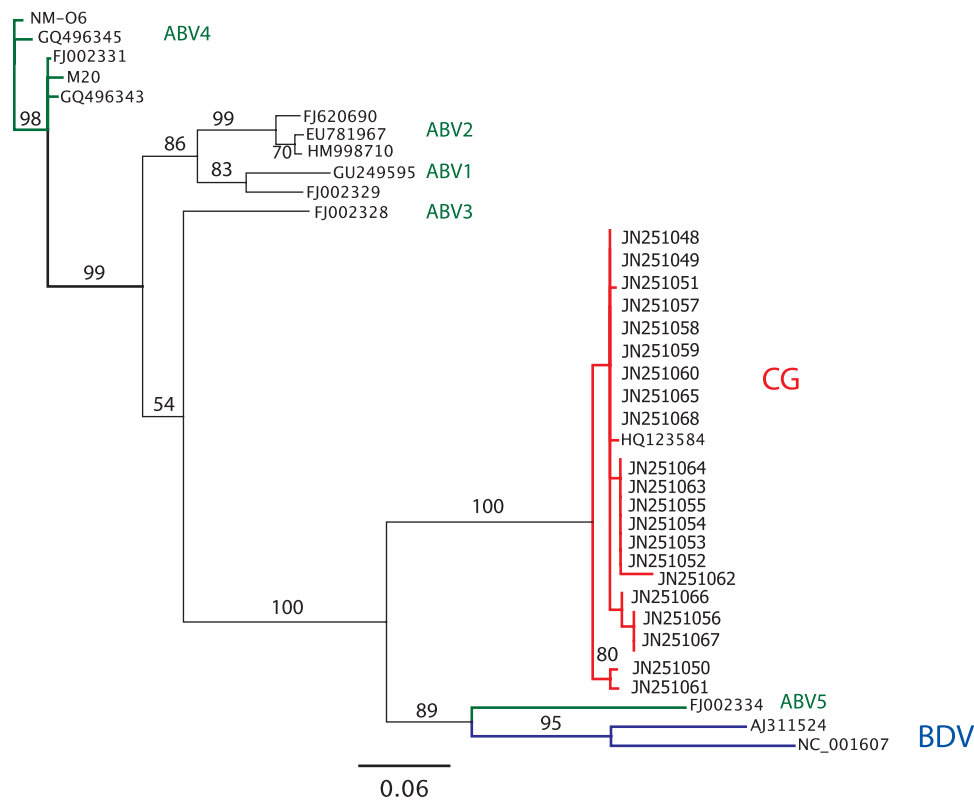 NM-O6
GQ496345
ABV4
FJ002331
M20
GQ496343
98
99
FJ620690
EU781967
ABV2
86
70
HM998710
83
GU249595
ABV1
FJ002329
FJ002328
ABV3
JN251048
JN251049
99
JN251051
JN251057
JN251058
JN251059
CG
JN251060
JN251065
54
JN251068
HQ123584
JN251064
JN251063
100
JN251055
JN251054
JN251053
JN251052
JN251062
JN251066
100
JN251056
JN251067
80
JN251050
JN251061
FJ002334
ABV5
89
95
AJ311524
BDV
NC_001607
0.06